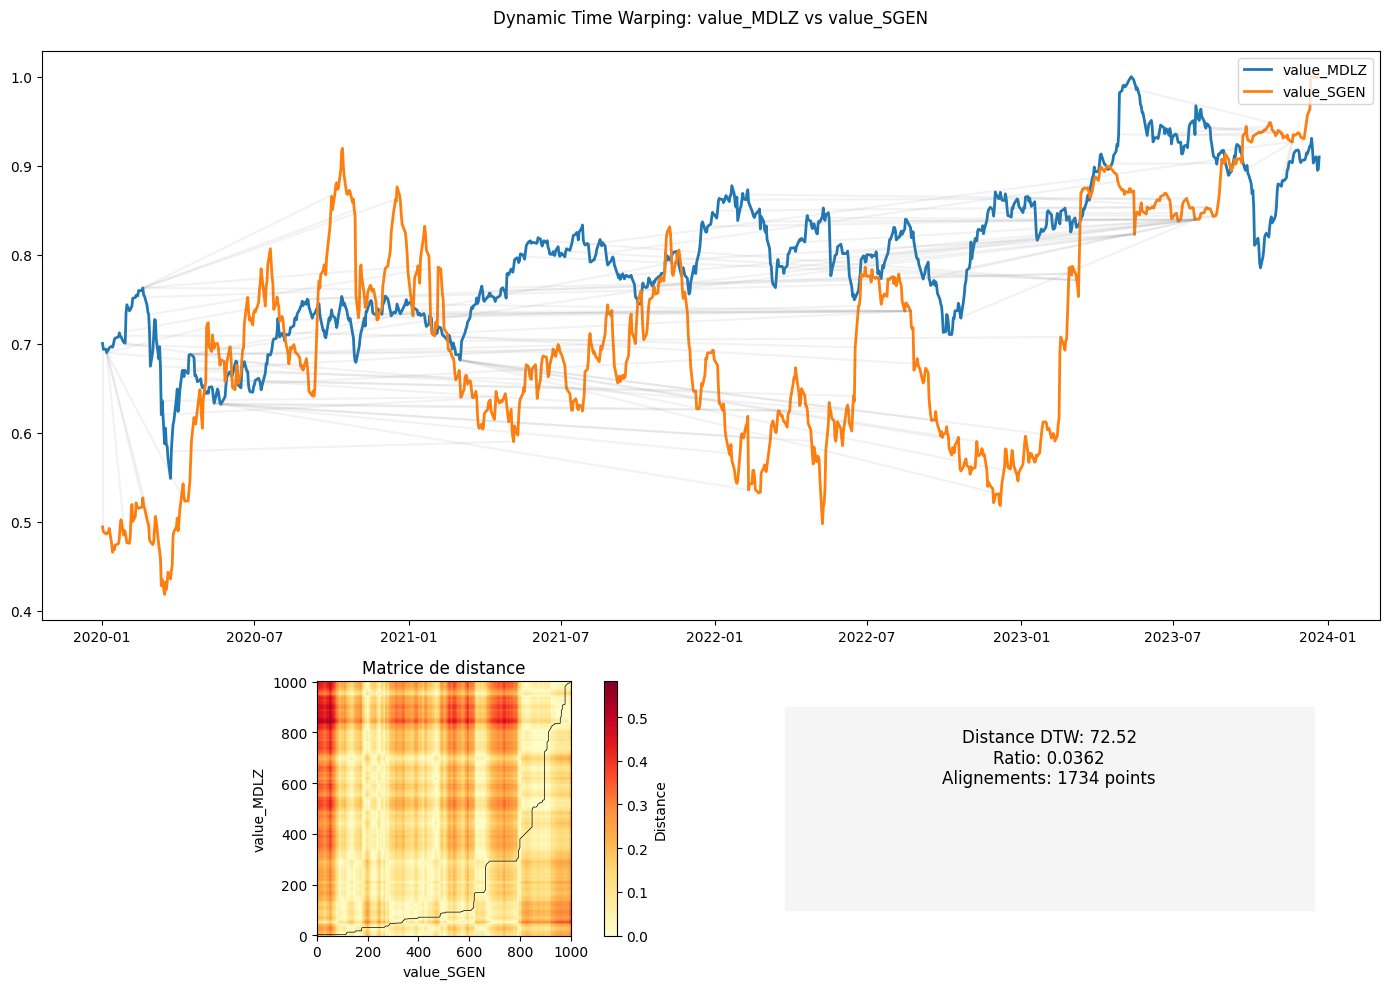 Dynamic Time Warping: value_MDLZ vs value_SGEN
value_MDLZ
value_SGEN
1.0
0.9
0.8
0.7
0.6
0.5
0.4
2020-01 2020-07 2021-01 2021-07 2022-01 2022-07 2023-01 2023-07 2024-01
Matrice de distance
value_MDLZ
1000
800
600
400
200
0
0 200 400 600 800 1000
value_SGEN
0.5
0.4
0.3
0.2
0.1
0.0
Distance
Distance DTW: 72.52
Ratio: 0.0362
Alignements: 1734 points